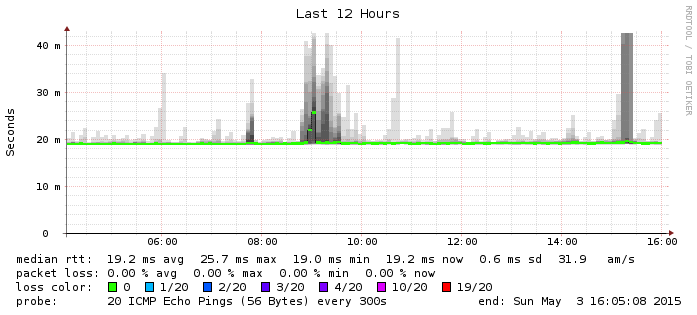 Last 12 Hours
RRDTOOL / TOBI OETIKER
Seconds
40 m
30 m
20 m
10 m
0
06:00 08:00 10:00 12:00 14:00 16:00
median rtt: 19.2 ms avg 25.7 ms max 19.0 ms min 19.2 ms now 0.6 ms sd 31.9 am/s
packet loss: 0.00 % avg 0.00 % max 0.00 % min 0.00 % now
loss color: 0 1/20 2/20 3/20 4/20 10/20 19/20
probe: 20 ICMP Echo Pings (56 Bytes) every 300s end: Sun May 3 16:05:08 2015